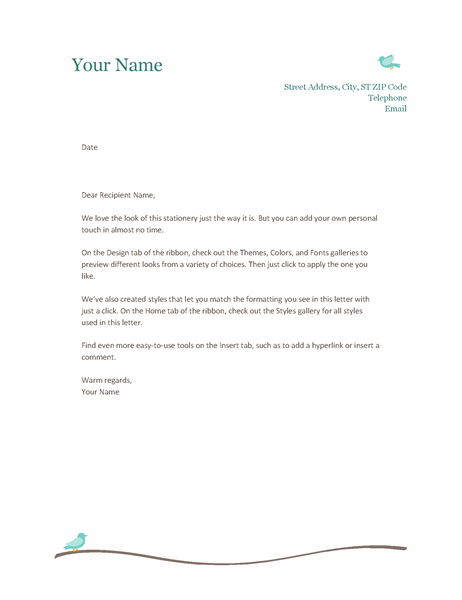 Your Name
Street Address, City, ST ZIP Code
Telephone
Email
Date
Dear Recipient Name,
We love the look of this stationery just the way it is. But you can add your own personal
touch in almost no time.
On the Design tab of the ribbon, check out the Themes, Colors, and Fonts galleries to
preview different looks from a variety of choices. Then just click to apply the one you
like.
We've also created styles that let you match the formatting you see in this letter with
just a click. On the Home tab of the ribbon, check out the Styles gallery for all styles
used in this letter.
Find even more easy-to-use tools on the Insert tab, such as to add a hyperlink or insert a
comment.
Warm regards,
Your Name